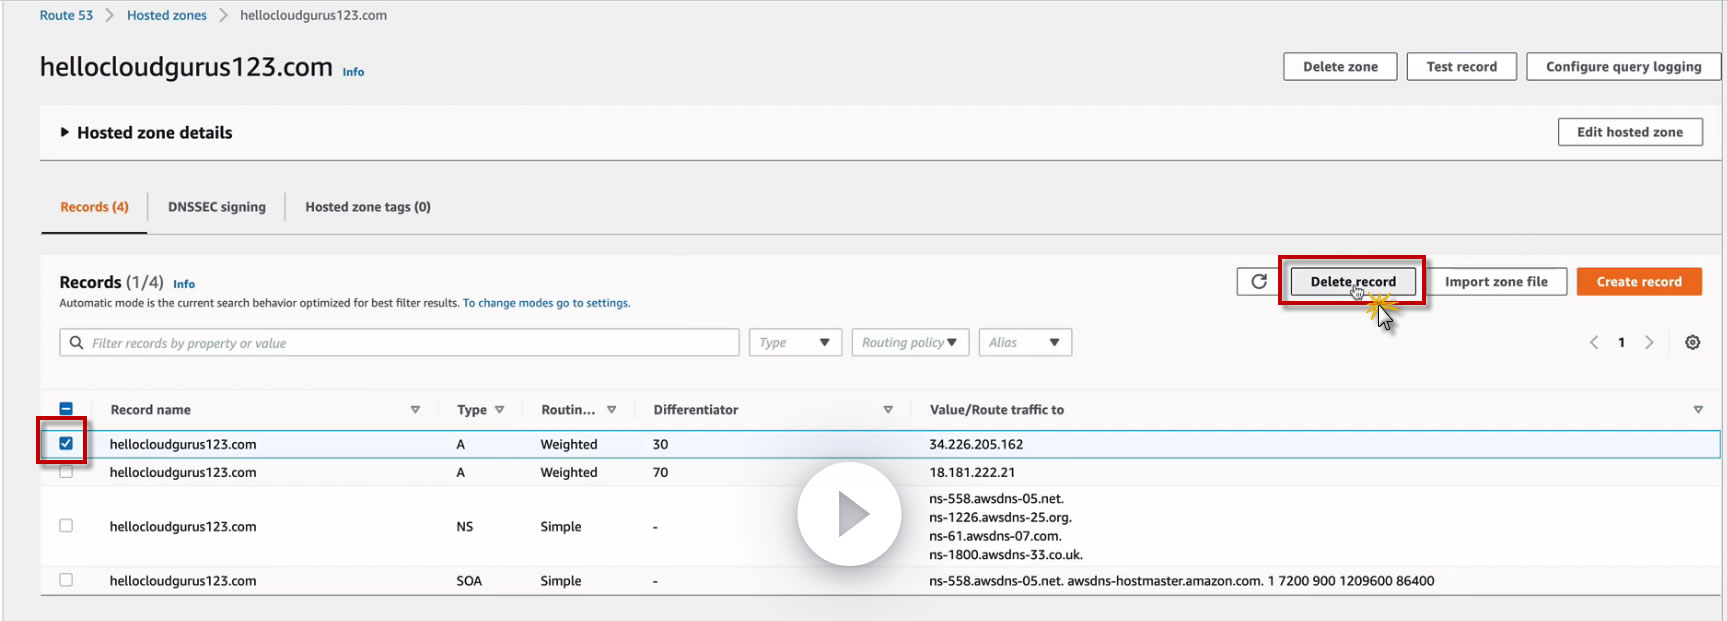 Route 53 > Hosted zones > hellocloudgurus123.com
hellocloudgurus123.com Info
Delete zone Test record Configure query logging
Hosted zone details
Edit hosted zone
Records (4) DNSSEC signing Hosted zone tags (0)
Records (1/4) Info
Automatic mode is the current search behavior optimized for best filter results. To change modes go to settings.
Delete record Import zone file Create record
Filter records by property or value Type Routing policy Alias
1
Record name Type Routin... Differentiator Value/Route traffic to
hellocloudgurus123.com A Weighted 30 34.226.205.162
hellocloudgurus123.com A Weighted 70 18.181.222.21
hellocloudgurus123.com NS Simple - ns-558.awsdns-05.net.
ns-1226.awsdns-25.org.
ns-61.awsdns-07.com.
ns-1800.awsdns-33.co.uk.
hellocloudgurus123.com SOA Simple - ns-558.awsdns-05.net. awsdns-hostmaster.amazon.com. 1 7200 900 1209600 86400